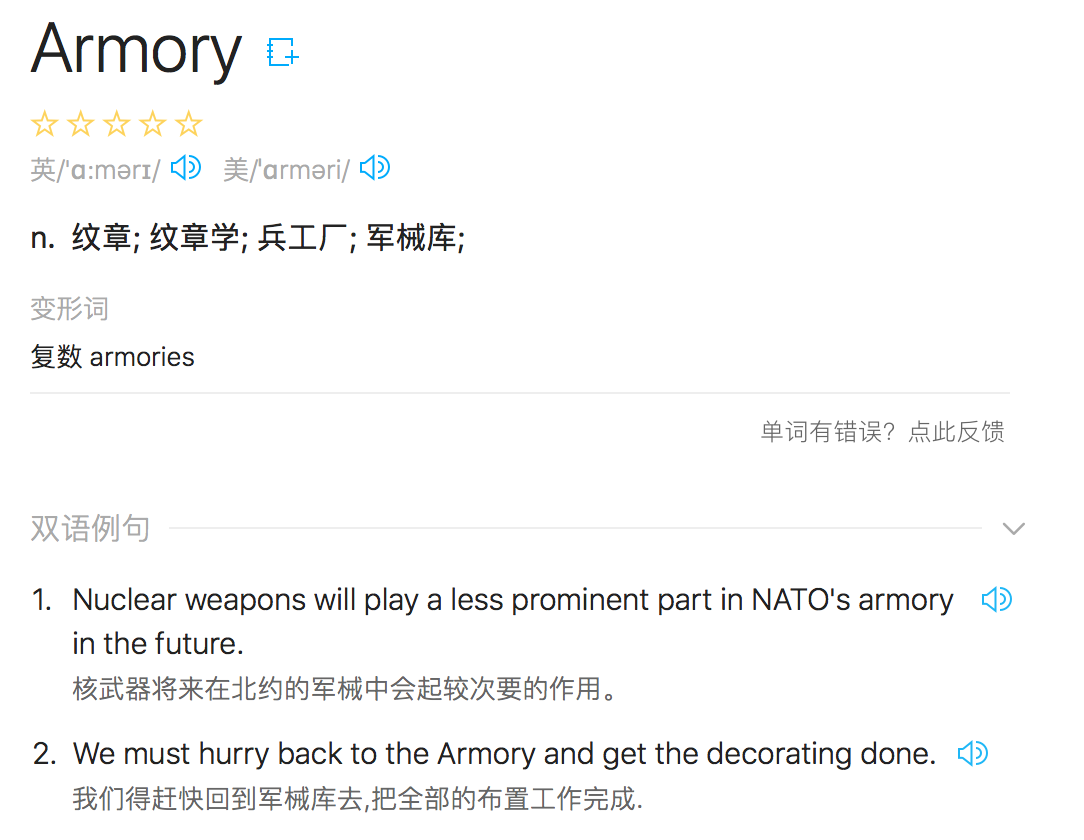 Armory
英/'ɑ:mərɪ/ 美/'ɑrməri/
n. 纹章; 纹章学; 兵工厂; 军械库;
变形词
复数 armories
单词有错误？点此反馈
双语例句
1. Nuclear weapons will play a less prominent part in NATO's armory
in the future.
核武器将来在北约的军械中会起较次要的作用。
2. We must hurry back to the Armory and get the decorating done.
我们得赶快回到军械库去,把全部的布置工作完成.